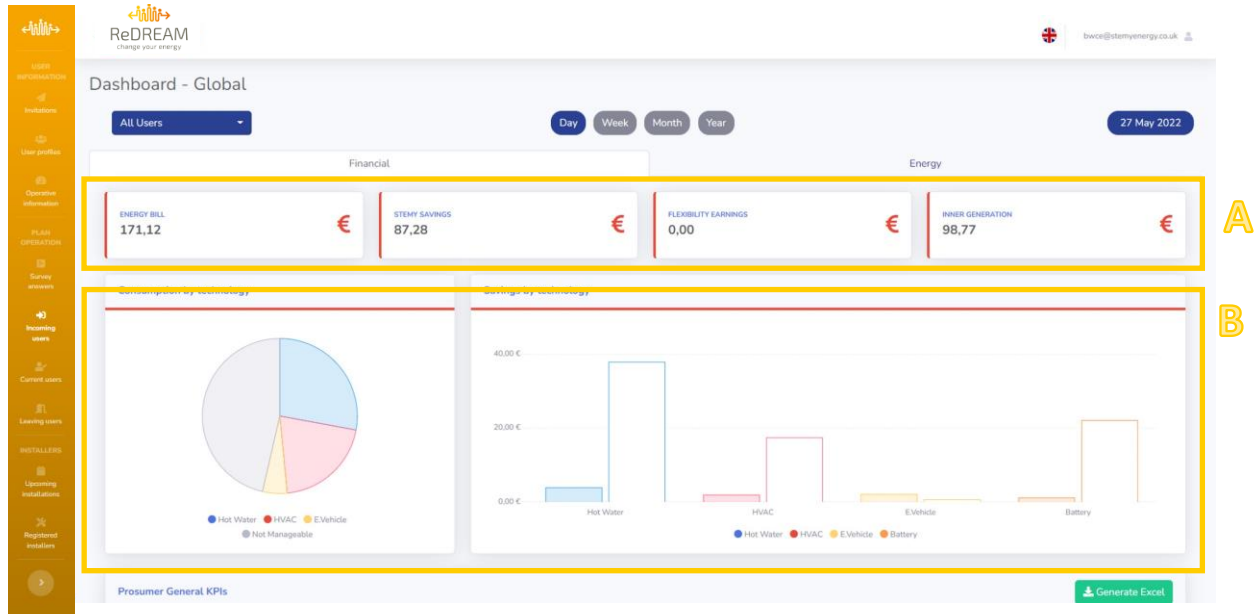 ReDREAM
change your energy
bwce@stemyenergy.co.uk
USER
INFORMATION
Invitations
User profiles
Operative
information
PLAN
OPERATION
Survey
answers
Incoming
users
Current users
Leaving users
INSTALLERS
Upcoming
installations
Registered
installers
Dashboard - Global
All Users
Day Week Month Year
27 May 2022
Financial
Energy
ENERGY BILL
171,12 €
STEMY SAVINGS
87,28 €
FLEXIBILITY EARNINGS
0,00 €
INNER GENERATION
98,77 €
A
Consumption by technology
Hot Water HVAC E.Vehicle
Not Manageable
Savings by technology
40,00 €
20,00 €
0,00 €
Hot Water HVAC E.Vehicle Battery
Hot Water HVAC E.Vehicle Battery
B
Prosumer General KPIs
Generate Excel